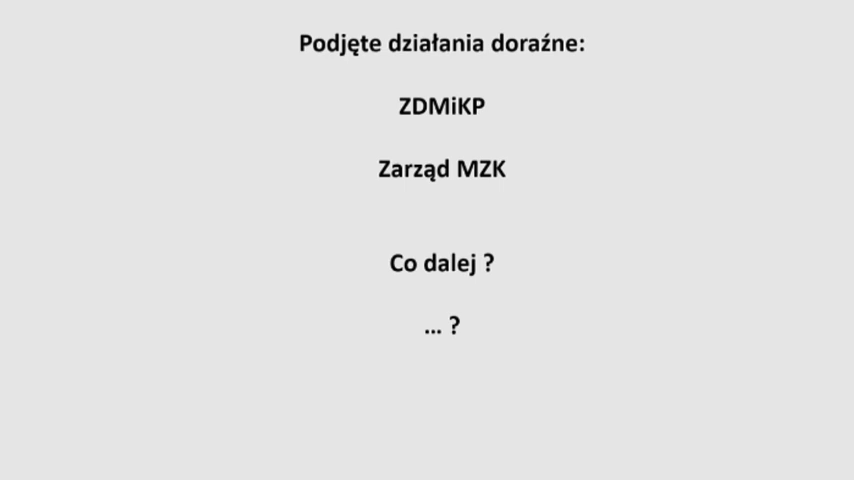 Podjęte działania doraźne:
ZDMiKP
Zarząd MZK
Co dalej ?
... ?